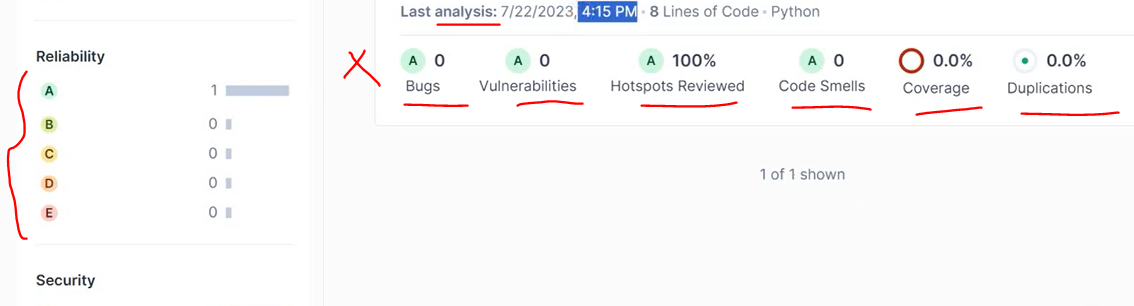 Last analysis: 7/22/2023, 4:15 PM • 8 Lines of Code • Python
Reliability
A 1
B 0
C 0
D 0
E 0
Security
A 0 A 0 A 100% A 0 0.0% 0.0%
Bugs Vulnerabilities Hotspots Reviewed Code Smells Coverage Duplications
1 of 1 shown